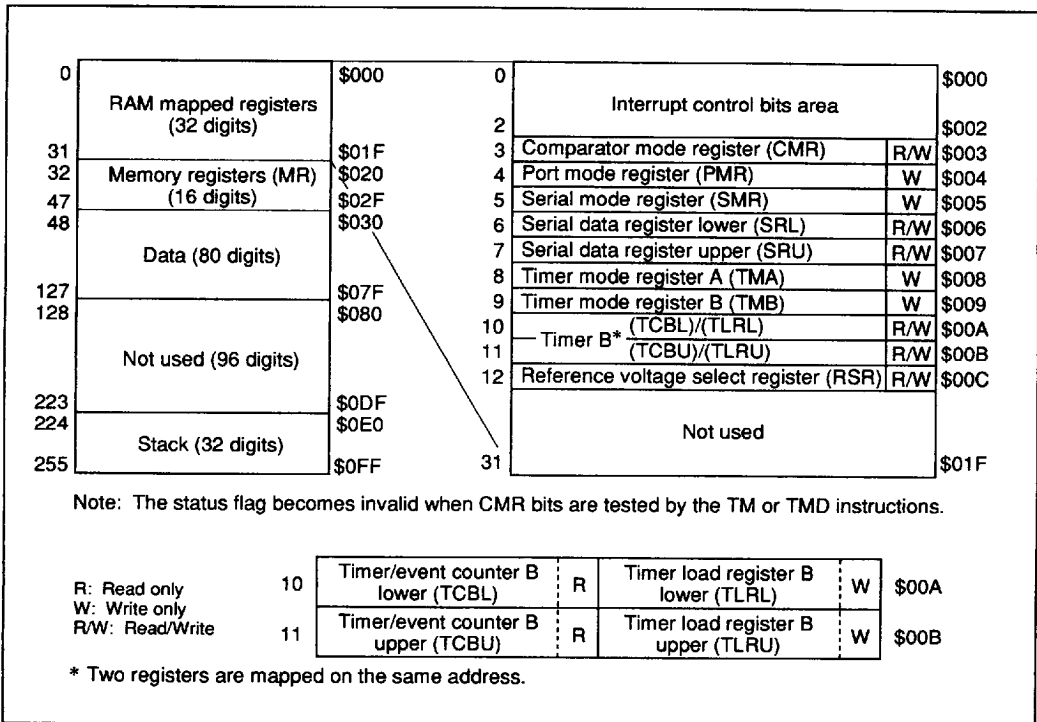 0 $000
RAM mapped registers
(32 digits)
31 $01F
32 $020
Memory registers (MR)
(16 digits)
47 $02F
48 $030
Data (80 digits)
127 $07F
128 $080
Not used (96 digits)
223 $0DF
224 $0E0
Stack (32 digits)
255 $0FF
0 $000
Interrupt control bits area
2 $002
3 Comparator mode register (CMR) R/W $003
4 Port mode register (PMR) W $004
5 Serial mode register (SMR) W $005
6 Serial data register lower (SRL) R/W $006
7 Serial data register upper (SRU) R/W $007
8 Timer mode register A (TMA) W $008
9 Timer mode register B (TMB) W $009
10 (TCBL)/(TLRL) R/W $00A
Timer B*
11 (TCBU)/(TLRU) R/W $00B
12 Reference voltage select register (RSR) R/W $00C
Not used
31 $01F
Note: The status flag becomes invalid when CMR bits are tested by the TM or TMD instructions.
R: Read only
W: Write only
R/W: Read/Write
10 Timer/event counter B lower (TCBL) R Timer load register B lower (TLRL) W $00A
11 Timer/event counter B upper (TCBU) R Timer load register B upper (TLRU) W $00B
* Two registers are mapped on the same address.